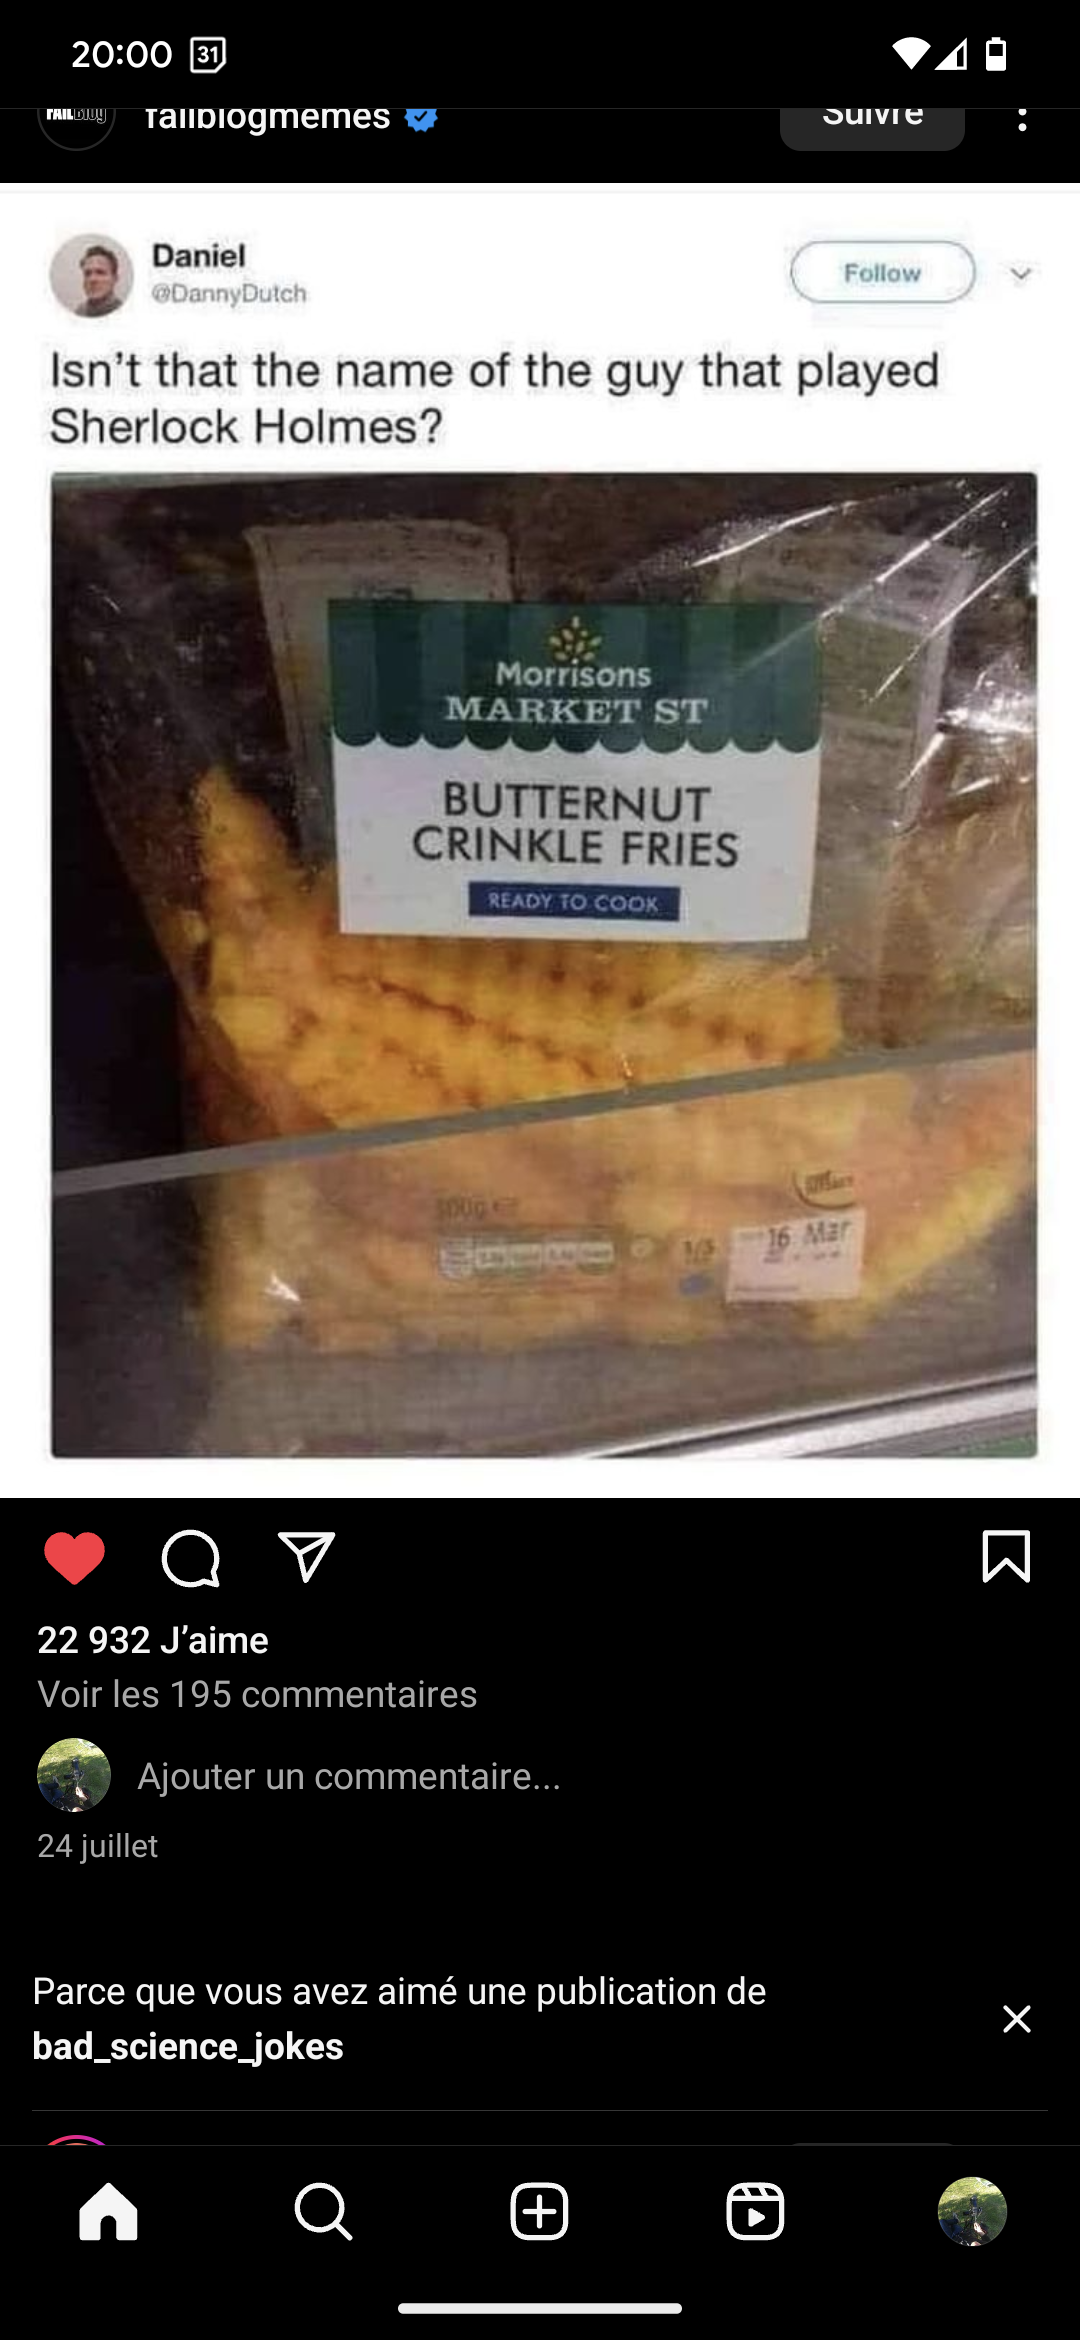 20:00
31
FAILBlog
failblogmemes
Suivre
Daniel
@DannyDutch
Follow
Isn't that the name of the guy that played
Sherlock Holmes?
Morrisons
MARKET ST
BUTTERNUT
CRINKLE FRIES
READY TO COOK
16 Mar
22 932 J'aime
Voir les 195 commentaires
Ajouter un commentaire...
24 juillet
Parce que vous avez aimé une publication de
bad_science_jokes